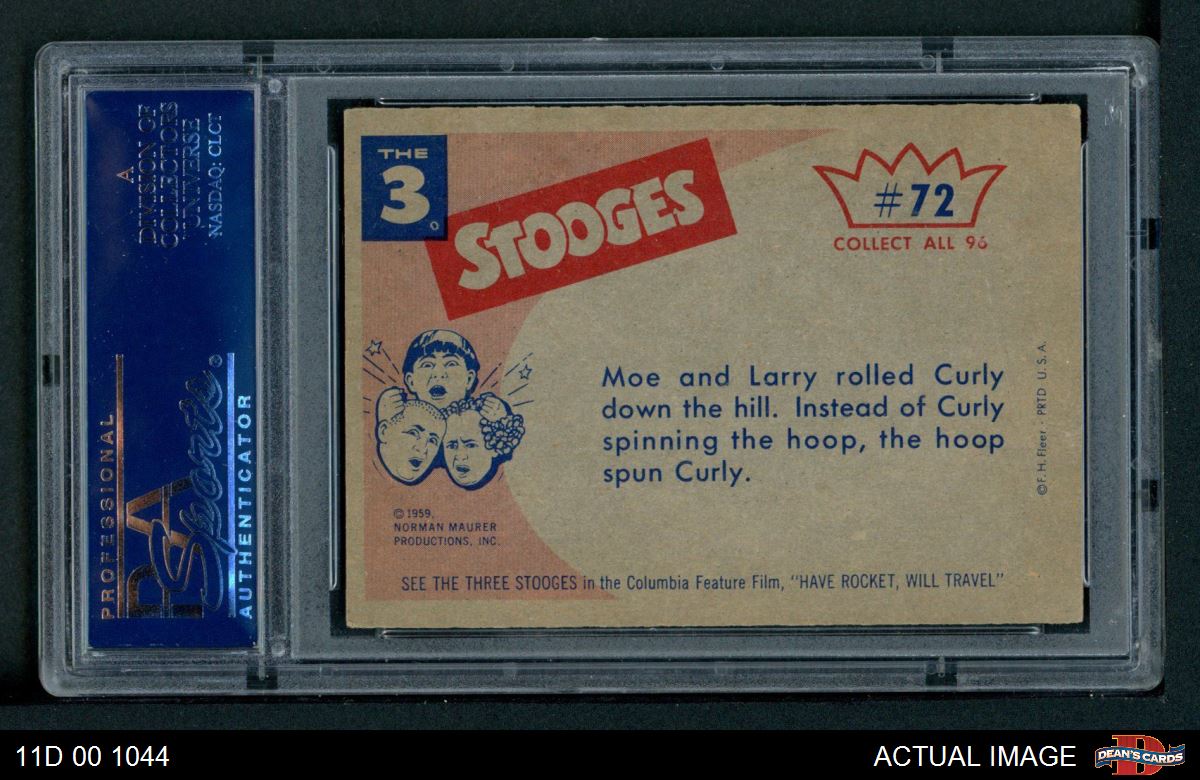 A
DIVISION OF
COLLECTORS
UNIVERSE
NASDAQ: CLCT
PROFESSIONAL
PSA
Sports®
AUTHENTICATOR
THE
3
STOOGES
#72
COLLECT ALL 96
Moe and Larry rolled Curly
down the hill. Instead of Curly
spinning the hoop, the hoop
spun Curly.
© F. H. Fleer · PRTD U. S. A.
© 1959,
NORMAN MAURER
PRODUCTIONS, INC.
SEE THE THREE STOOGES in the Columbia Feature Film, "HAVE ROCKET, WILL TRAVEL"
11D 00 1044
ACTUAL IMAGE
DEAN'S CARDS